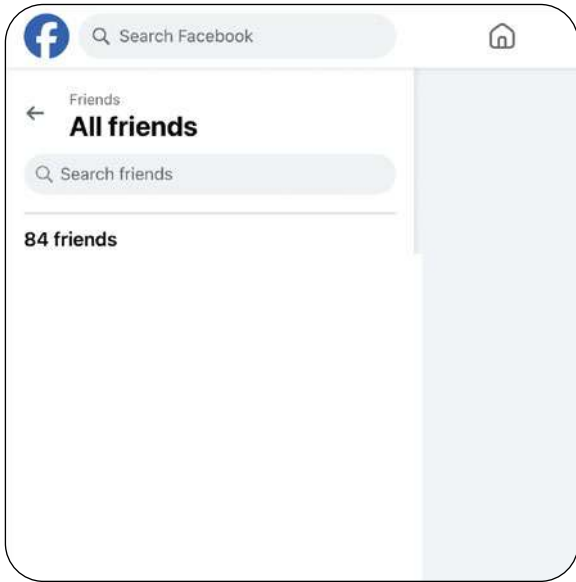 Search Facebook
Friends
All friends
Search friends
84 friends